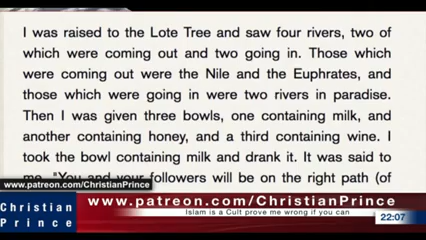 I was raised to the Lote Tree and saw four rivers, two of
which were coming out and two going in. Those which
were coming out were the Nile and the Euphrates, and
those which were going in were two rivers in paradise.
Then I was given three bowls, one containing milk, and
another containing honey, and a third containing wine. I
took the bowl containing milk and drank it. It was said to
me, "You and your followers will be on the right path (of
www.patreon.com/ChristianPrince
www.patreon.com/ChristianPrince
Christian
Prince
Islam is a Cult prove me wrong if you can
22:07